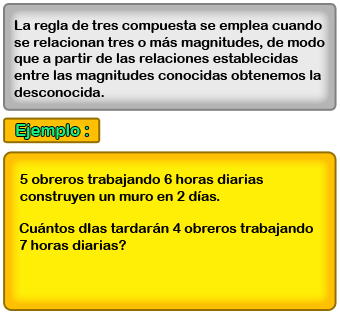 La regla de tres compuesta se emplea cuando
se relacionan tres o más magnitudes, de modo
que a partir de las relaciones establecidas
entre las magnitudes conocidas obtenemos la
desconocida.
Ejemplo :
5 obreros trabajando 6 horas diarias
construyen un muro en 2 días.
Cuántos dIas tardarán 4 obreros trabajando
7 horas diarias?